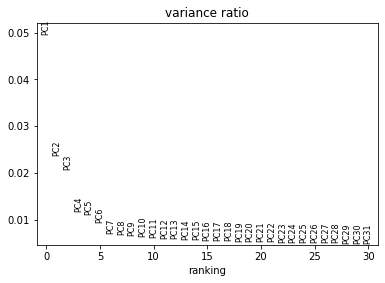 variance ratio
0.05
0.04
0.03
0.02
0.01
PC1
PC2
PC3
PC4
PC5
PC6
PC7
PC8
PC9
PC10
PC11
PC12
PC13
PC14
PC15
PC16
PC17
PC18
PC19
PC20
PC21
PC22
PC23
PC24
PC25
PC26
PC27
PC28
PC29
PC30
PC31
0 5 10 15 20 25 30
ranking